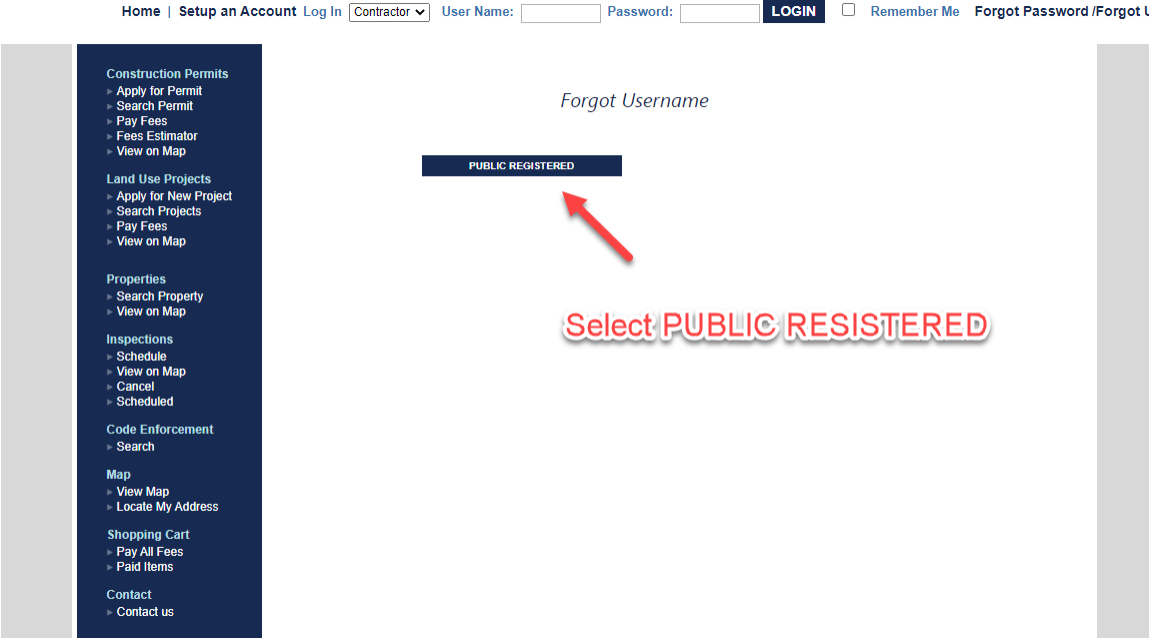 Home | Setup an Account Log In Contractor User Name: Password: LOGIN Remember Me Forgot Password /Forgot U
Construction Permits
Apply for Permit
Search Permit
Pay Fees
Fees Estimator
View on Map
Land Use Projects
Apply for New Project
Search Projects
Pay Fees
View on Map
Properties
Search Property
View on Map
Inspections
Schedule
View on Map
Cancel
Scheduled
Code Enforcement
Search
Map
View Map
Locate My Address
Shopping Cart
Pay All Fees
Paid Items
Contact
Contact us
Forgot Username
PUBLIC REGISTERED
Select PUBLIC RESISTERED